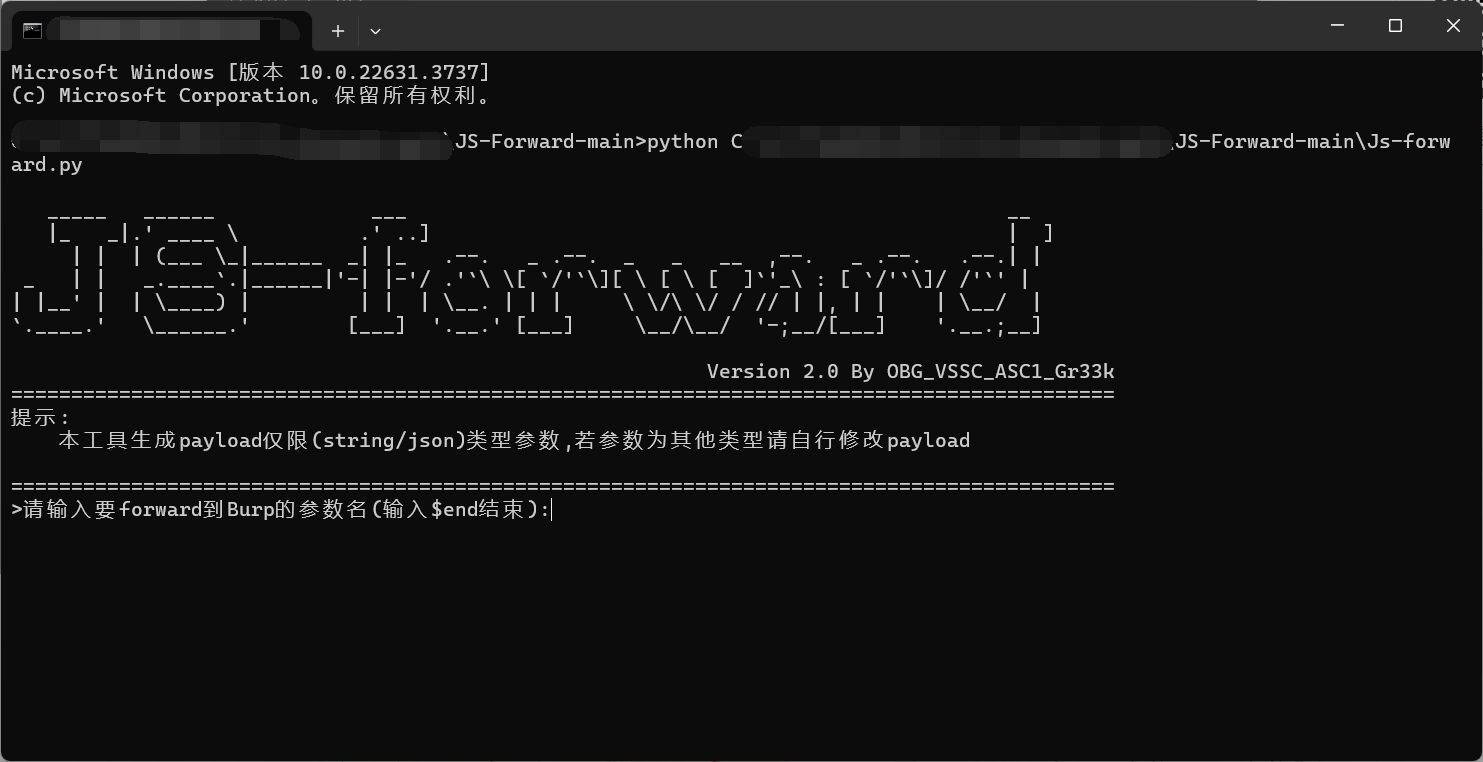 Microsoft Windows [版本 10.0.22631.3737]
(c) Microsoft Corporation。保留所有权利。
\JS-Forward-main>python C \JS-Forward-main\Js-forw
ard.py
JS-forward
Version 2.0 By OBG_VSSC_ASC1_Gr33k
============================================================================================
提示:
本工具生成payload仅限(string/json)类型参数,若参数为其他类型请自行修改payload
============================================================================================
>请输入要forward到Burp的参数名(输入$end结束):